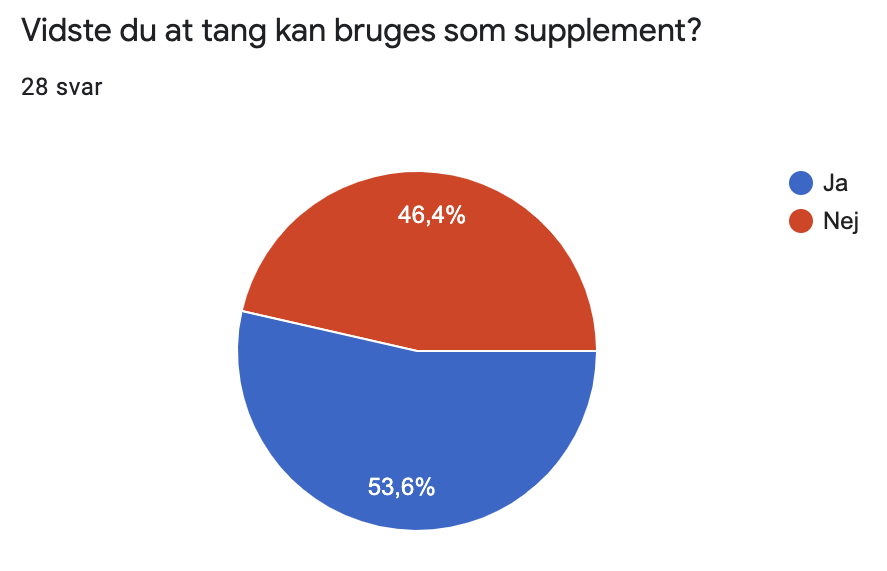 Vidste du at tang kan bruges som supplement?
28 svar
Ja
Nej
46,4%
53,6%